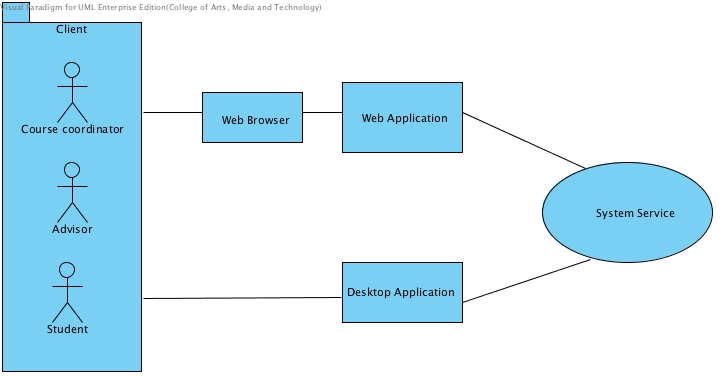 Visual Paradigm for UML Enterprise Edition(College of Arts, Media and Technology)
Client
Course coordinator
Web Browser
Web Application
Advisor
System Service
Student
Desktop Application